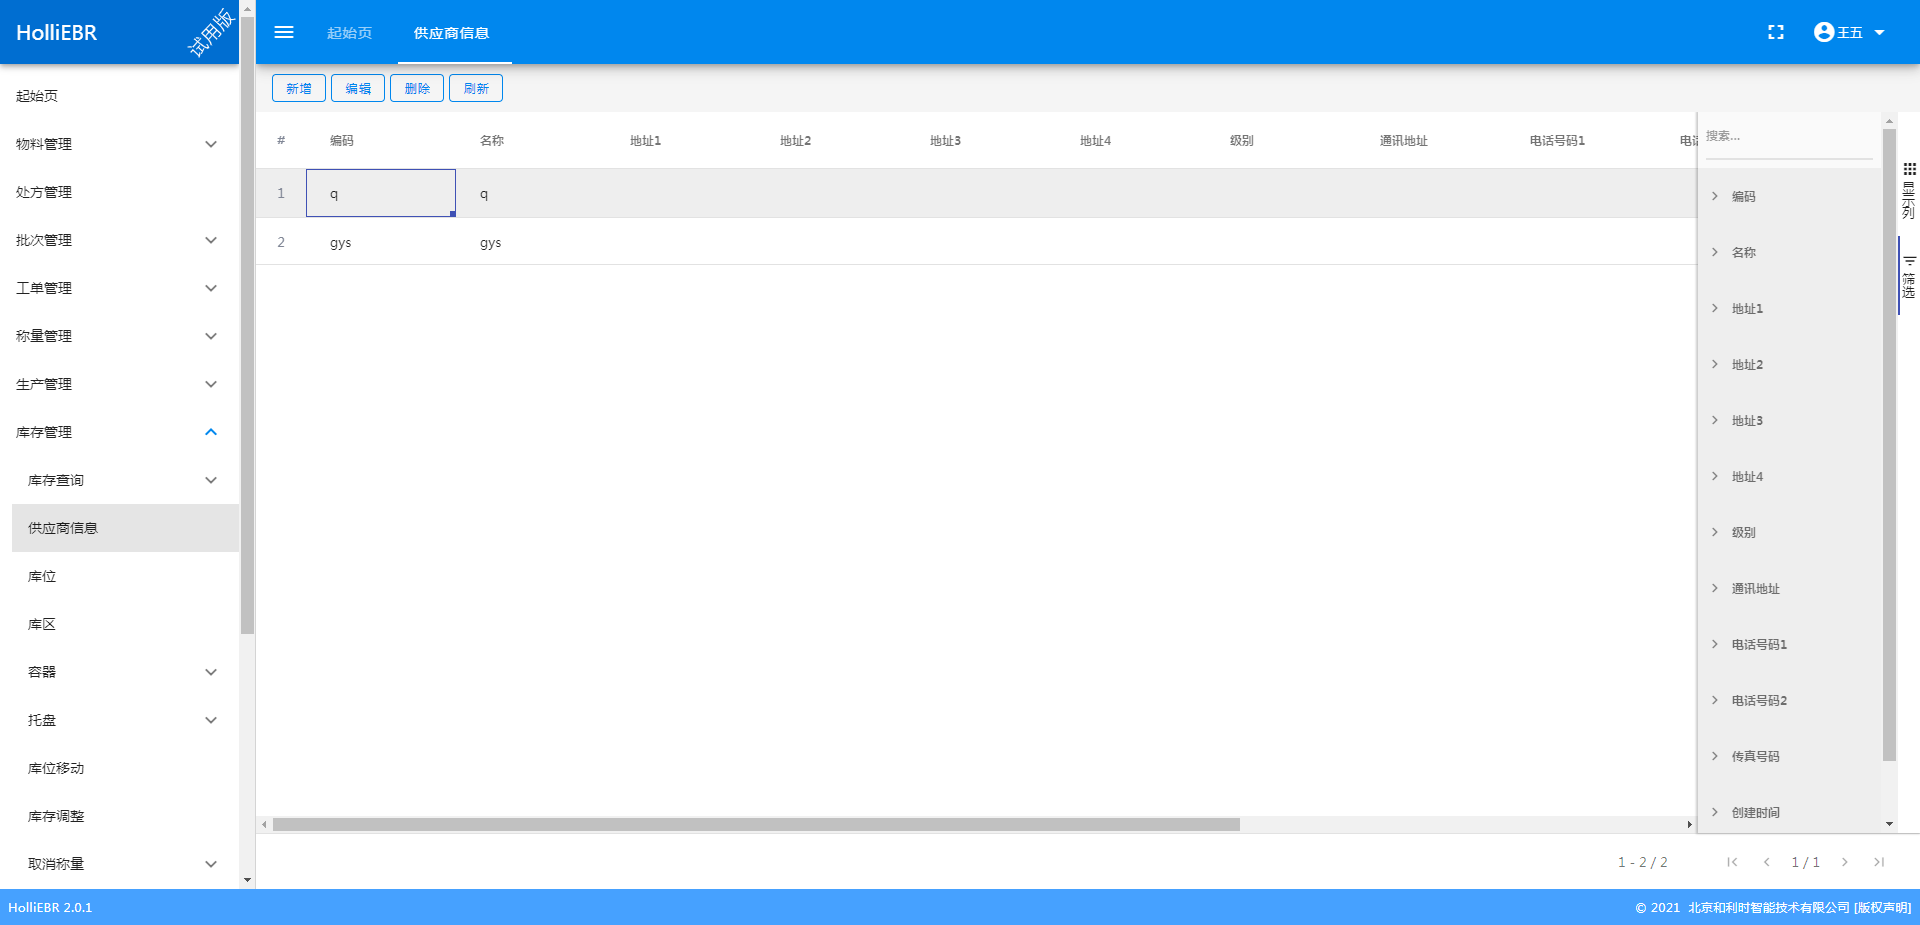 HolliEBR
试用版
起始页
供应商信息
王五
起始页
物料管理
处方管理
批次管理
工单管理
称量管理
生产管理
库存管理
库存查询
供应商信息
库位
库区
容器
托盘
库位移动
库存调整
取消称量
新增
编辑
删除
刷新
# 编码 名称 地址1 地址2 地址3 地址4 级别 通讯地址 电话号码1
1 q q
2 gys gys
搜索...
编码
名称
地址1
地址2
地址3
地址4
级别
通讯地址
电话号码1
电话号码2
传真号码
创建时间
显示列
筛选
1 - 2 / 2
1 / 1
HolliEBR 2.0.1
© 2021 北京和利时智能技术有限公司 [版权声明]